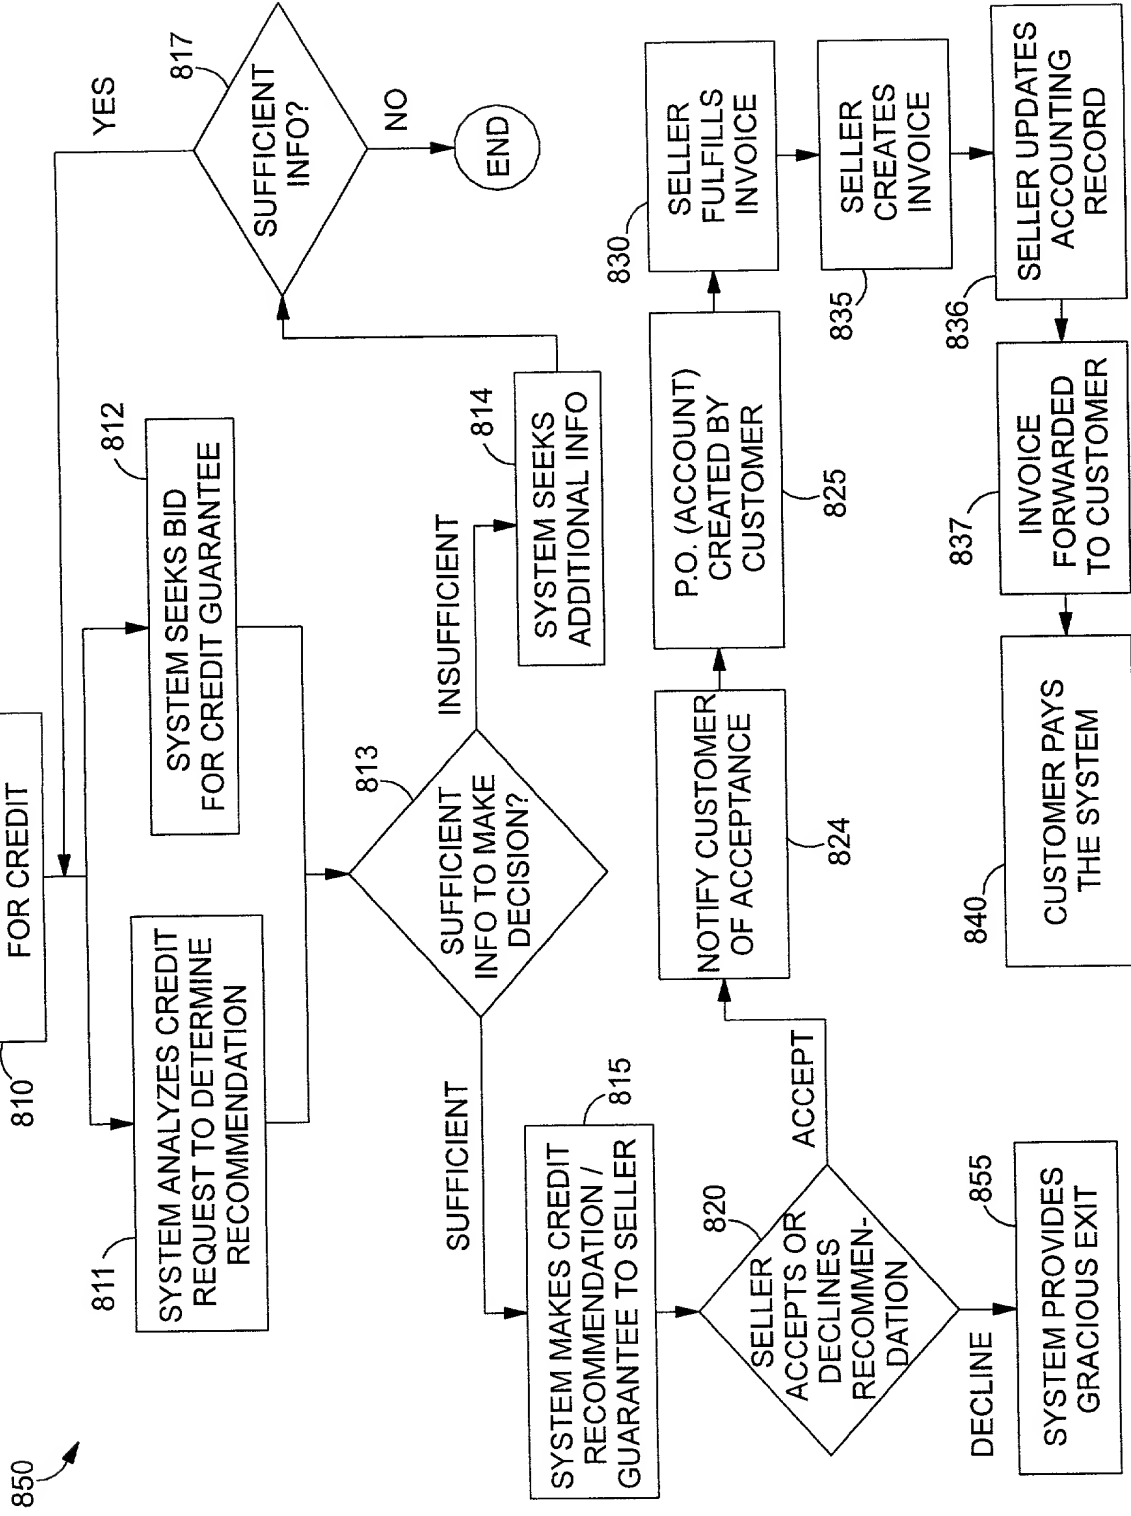 850
810
FOR CREDIT
YES
817
SUFFICIENT
INFO?
NO
END
811
SYSTEM ANALYZES CREDIT
REQUEST TO DETERMINE
RECOMMENDATION
812
SYSTEM SEEKS BID
FOR CREDIT GUARANTEE
813
SUFFICIENT
INFO TO MAKE
DECISION?
INSUFFICIENT
814
SYSTEM SEEKS
ADDITIONAL INFO
SUFFICIENT
815
SYSTEM MAKES CREDIT
RECOMMENDATION /
GUARANTEE TO SELLER
820
SELLER
ACCEPTS OR
DECLINES
RECOMMEN-
DATION
ACCEPT
DECLINE
855
SYSTEM PROVIDES
GRACIOUS EXIT
NOTIFY CUSTOMER
OF ACCEPTANCE
824
P.O. (ACCOUNT)
CREATED BY
CUSTOMER
825
830
SELLER
FULFILLS
INVOICE
835
SELLER
CREATES
INVOICE
836
SELLER UPDATES
ACCOUNTING
RECORD
837
INVOICE
FORWARDED
TO CUSTOMER
840
CUSTOMER PAYS
THE SYSTEM